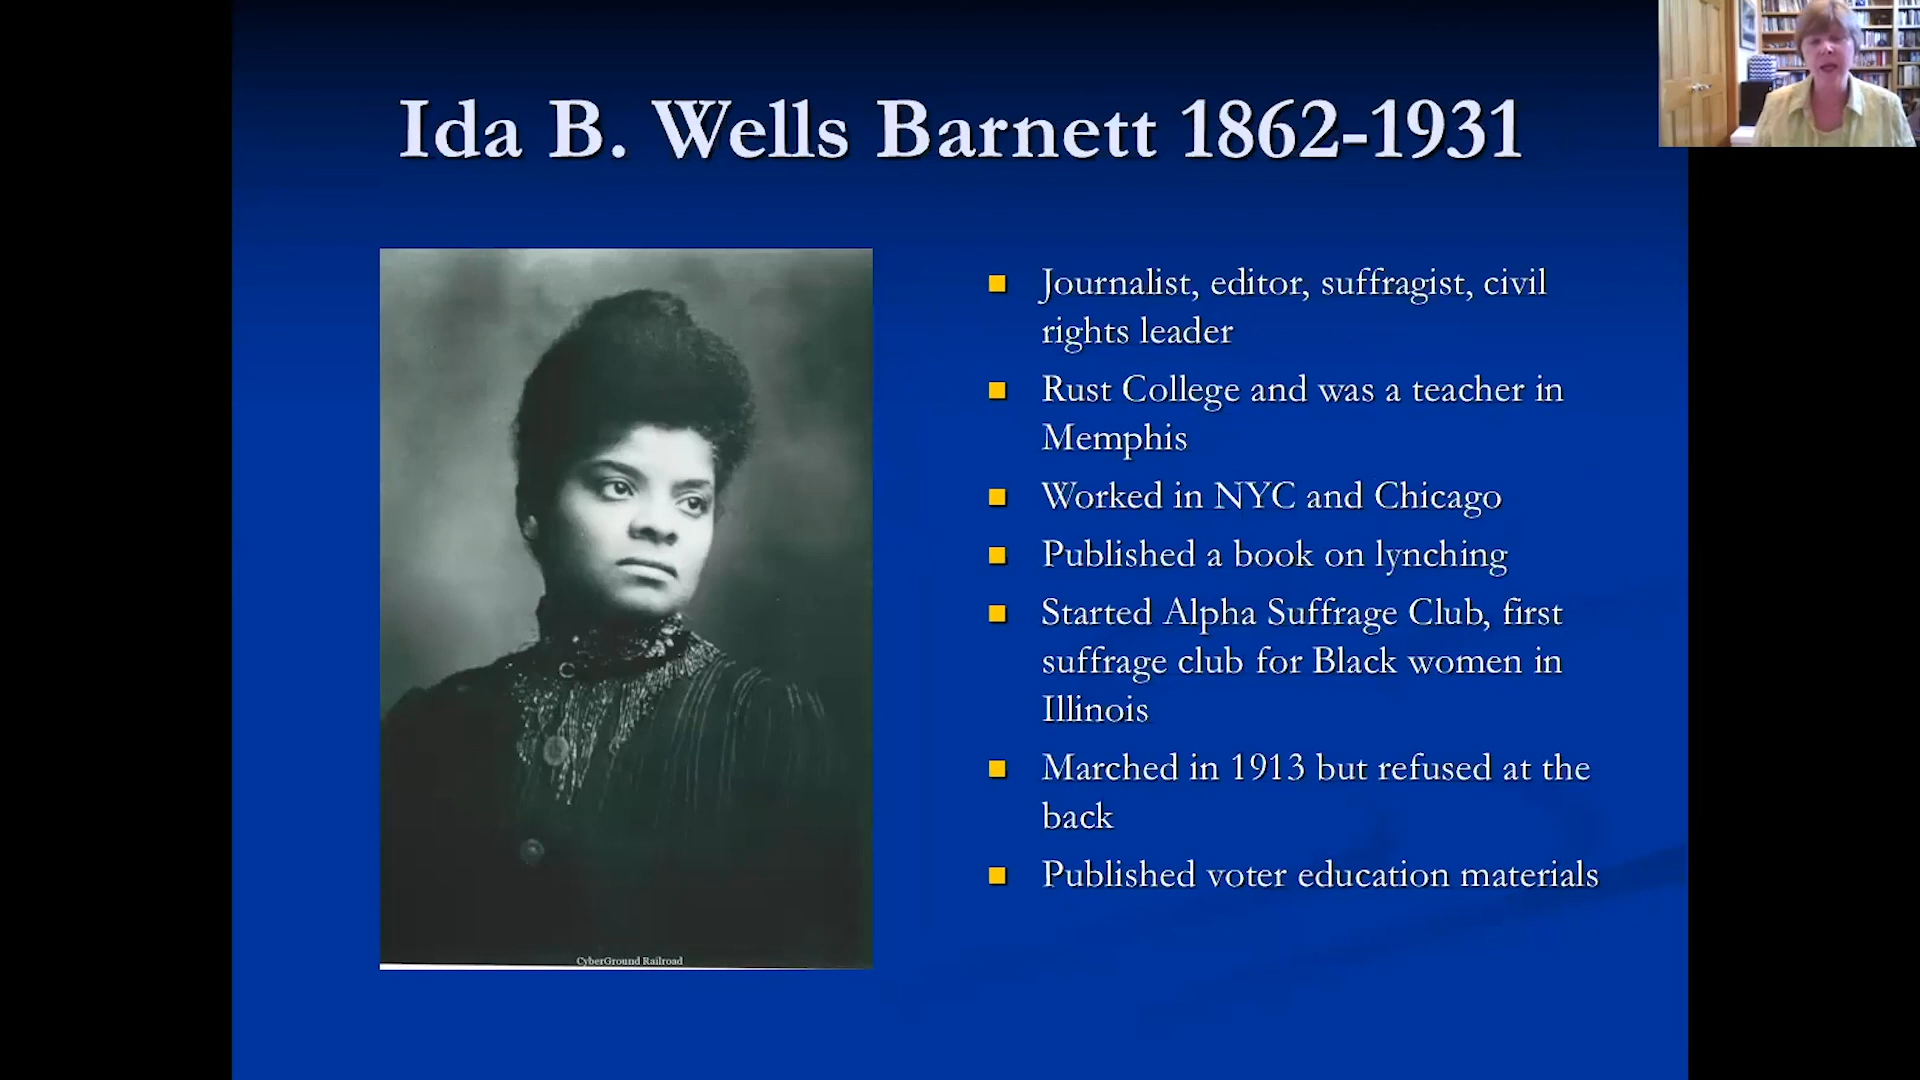 Ida B. Wells Barnett 1862-1931
Journalist, editor, suffragist, civil
rights leader
Rust College and was a teacher in
Memphis
Worked in NYC and Chicago
Published a book on lynching
Started Alpha Suffrage Club, first
suffrage club for Black women in
Illinois
Marched in 1913 but refused at the
back
Published voter education materials
CyberGround Railroad